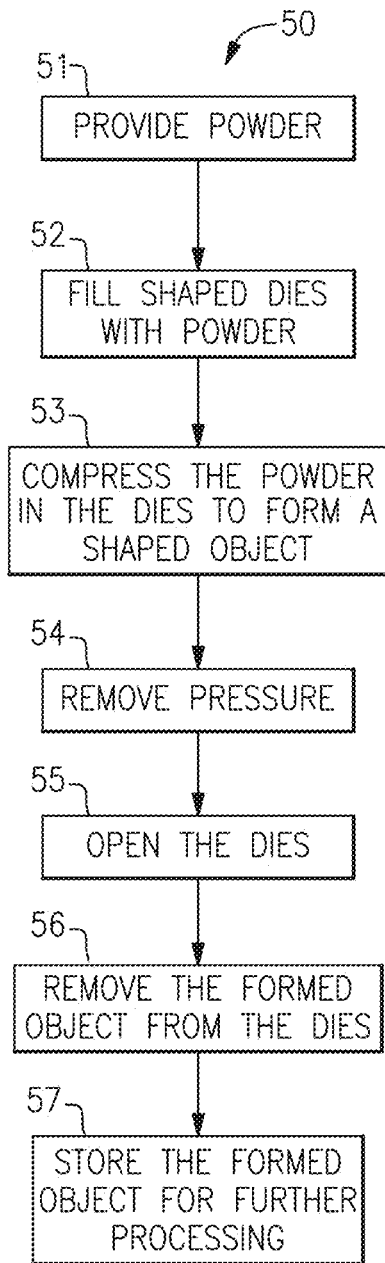 50
51
PROVIDE POWDER
52
FILL SHAPED DIES
WITH POWDER
53
COMPRESS THE POWDER
IN THE DIES TO FORM A
SHAPED OBJECT
54
REMOVE PRESSURE
55
OPEN THE DIES
56
REMOVE THE FORMED
OBJECT FROM THE DIES
57
STORE THE FORMED
OBJECT FOR FURTHER
PROCESSING